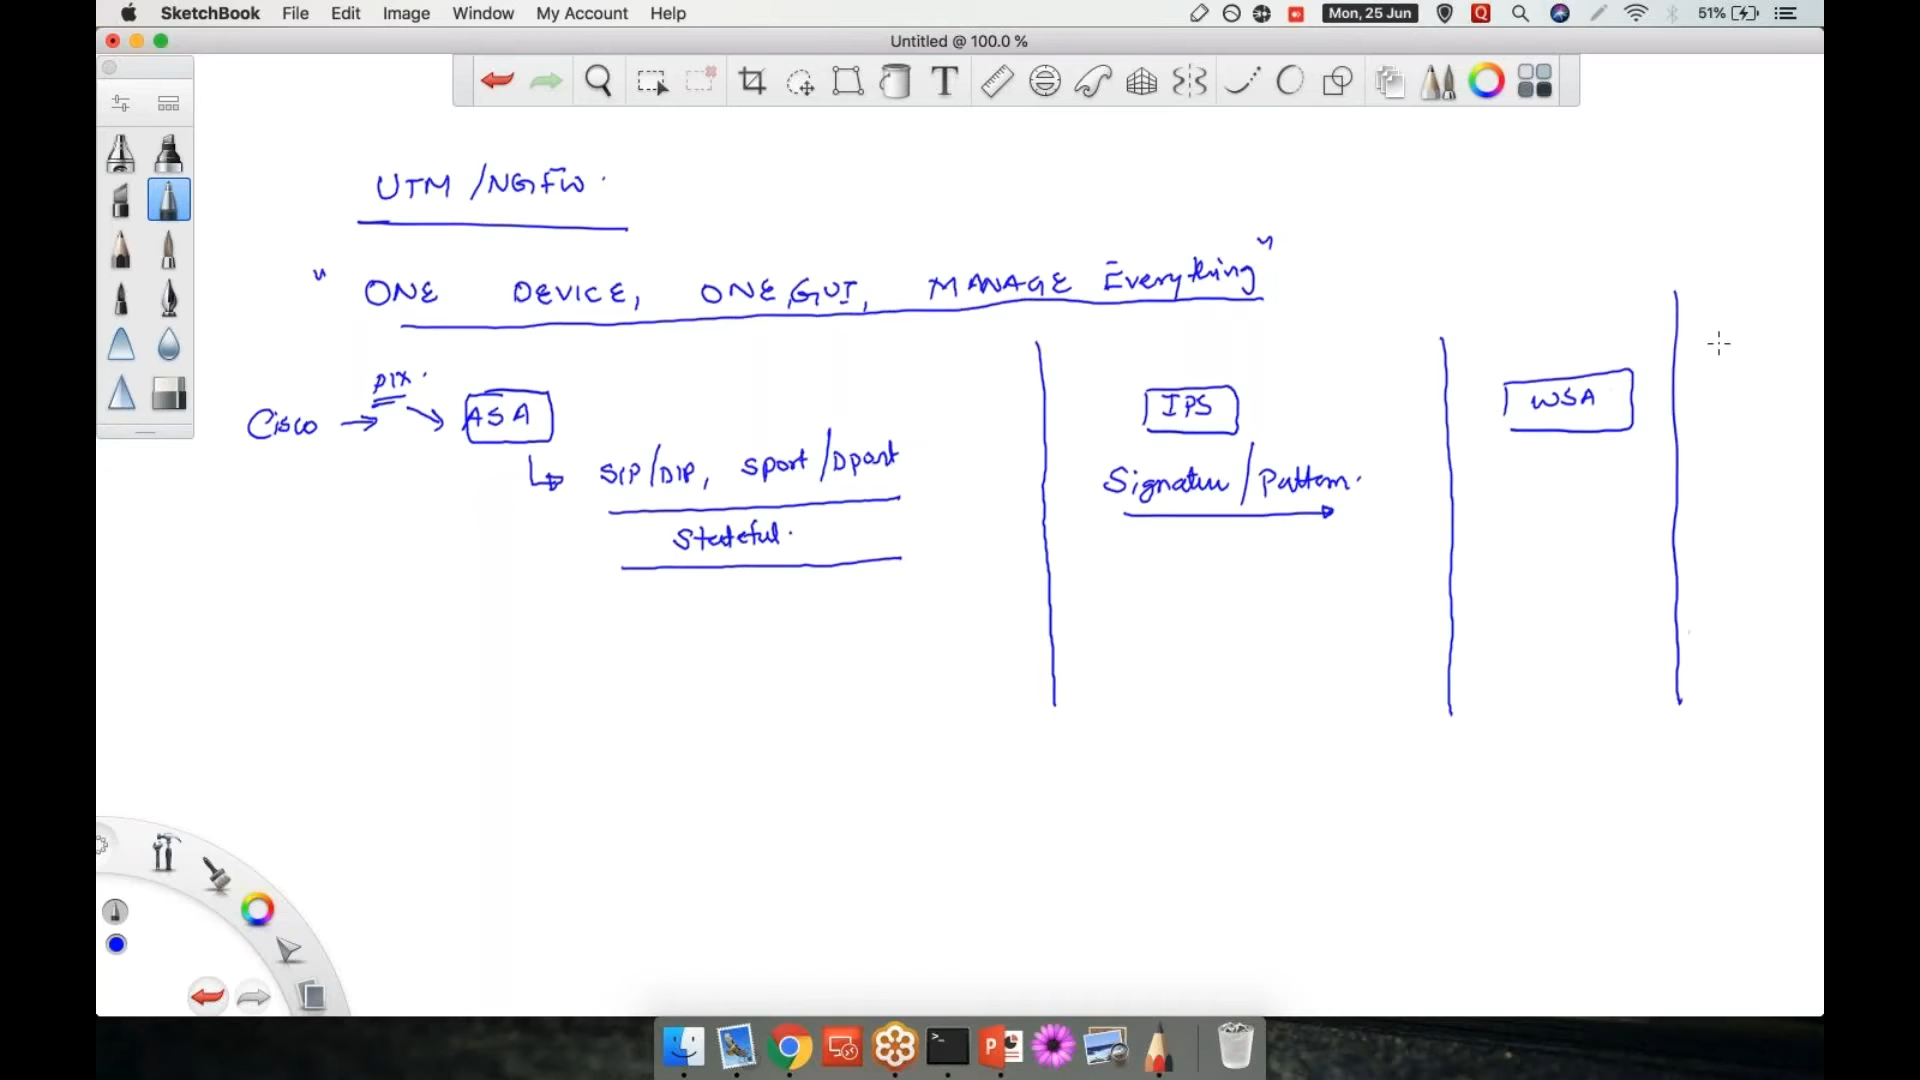 SketchBook File Edit Image Window My Account Help Mon, 25 Jun 51%
Untitled @ 100.0 %
UTM / NGFW.
" ONE DEVICE, ONE GUI, MANAGE Everything "
PIX.
Cisco → ASA
IPS
WSA
SIP/DIP, Sport/Dport
Signature / Pattern.
Stateful.